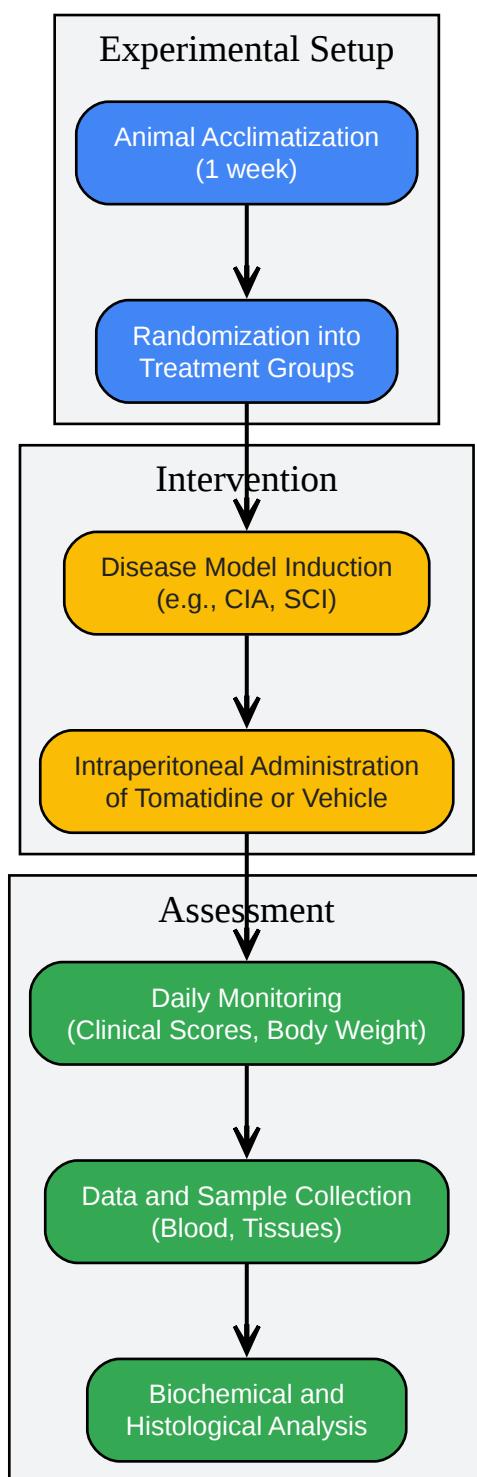 Experimental Setup
Animal Acclimatization
(1 week)
Randomization into
Treatment Groups
Intervention
Disease Model Induction
(e.g., CIA, SCI)
Intraperitoneal Administration
of Tomatidine or Vehicle
Assessment
Daily Monitoring
(Clinical Scores, Body Weight)
Data and Sample Collection
(Blood, Tissues)
Biochemical and
Histological Analysis